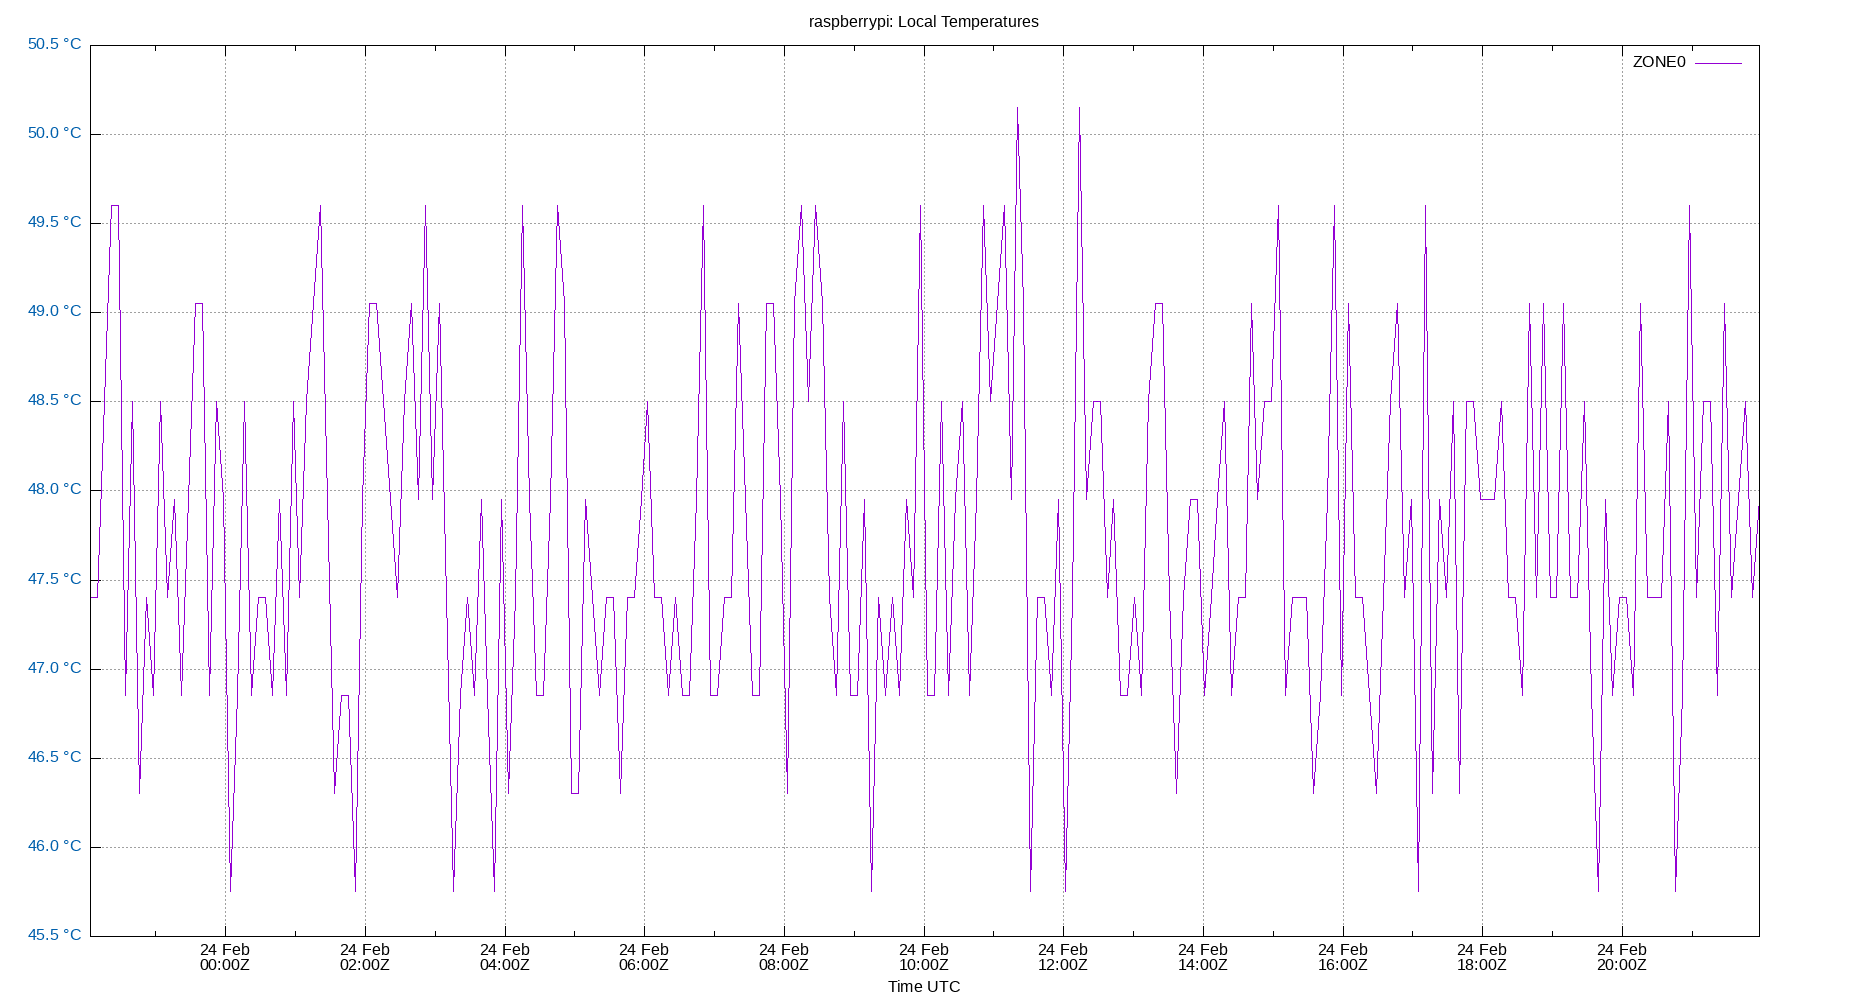 raspberrypi: Local Temperatures
ZONE0
50.5 °C
50.0 °C
49.5 °C
49.0 °C
48.5 °C
48.0 °C
47.5 °C
47.0 °C
46.5 °C
46.0 °C
45.5 °C
24 Feb 24 Feb 24 Feb 24 Feb 24 Feb 24 Feb 24 Feb 24 Feb 24 Feb 24 Feb 24 Feb
00:00Z 02:00Z 04:00Z 06:00Z 08:00Z 10:00Z 12:00Z 14:00Z 16:00Z 18:00Z 20:00Z
Time UTC